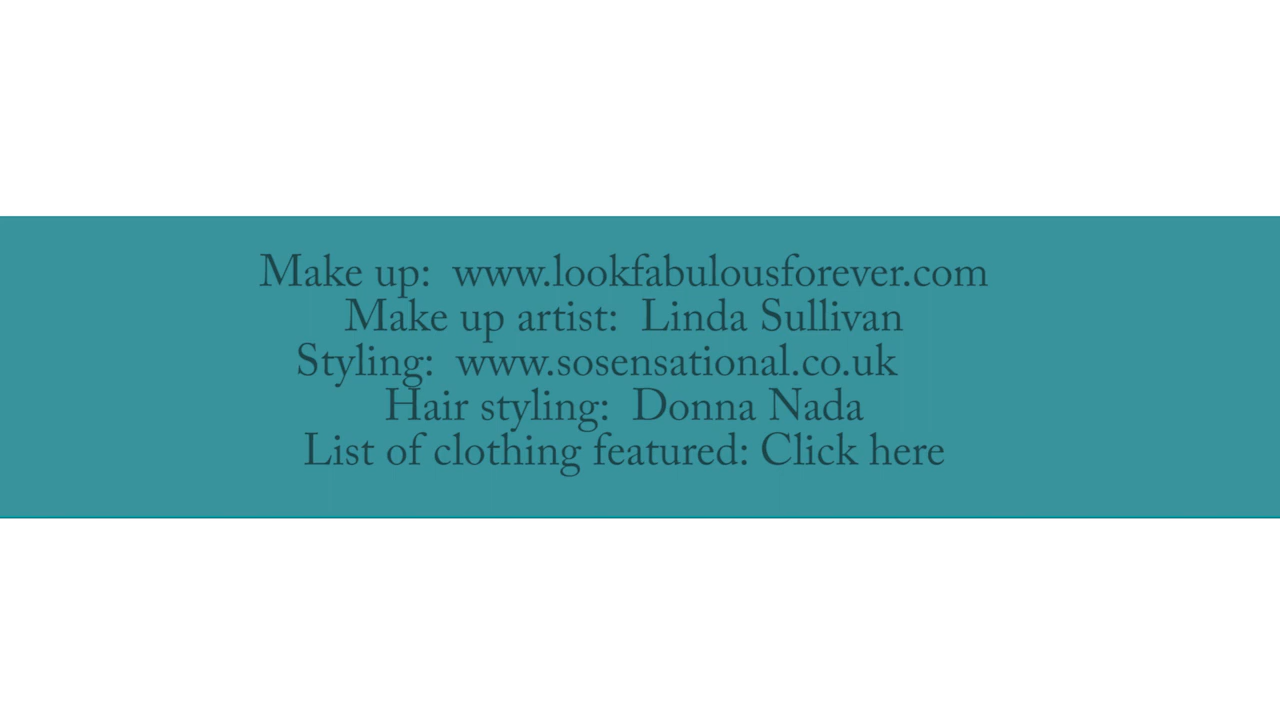 Make up:  www.lookfabulousforever.com
Make up artist:  Linda Sullivan
Styling:  www.sosensational.co.uk
Hair styling:  Donna Nada
List of clothing featured: Click here